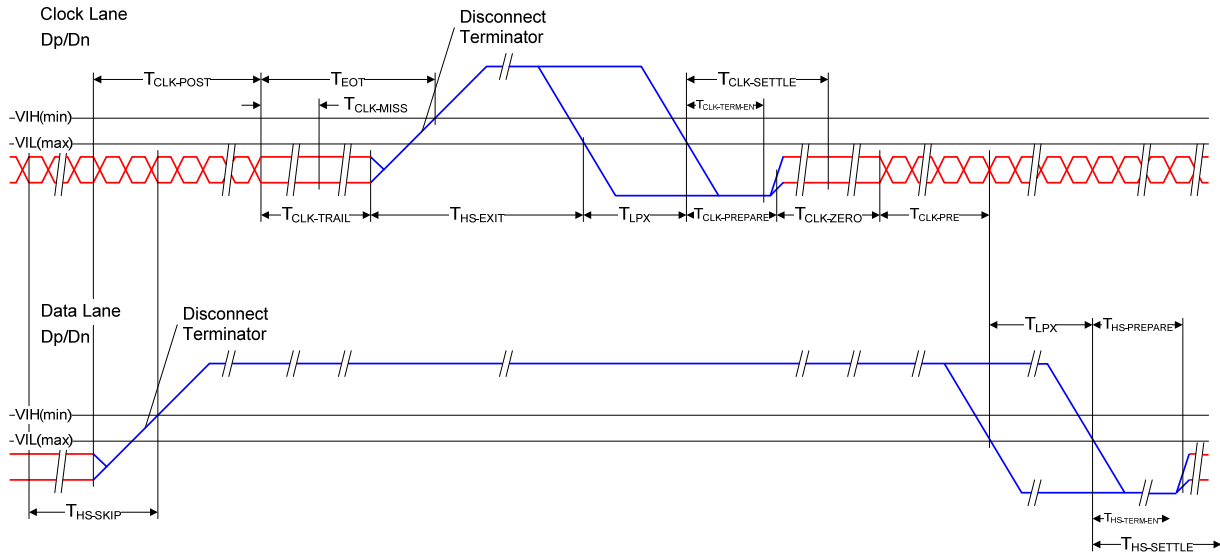 Clock Lane
Dp/Dn
Disconnect
Terminator
TCLK-POST
TEOT
TCLK-SETTLE
TCLK-MISS
TCLK-TERM-EN
VIH(min)
VIL(max)
TCLK-TRAIL
THS-EXIT
TLPX
TCLK-PREPARE
TCLK-ZERO
TCLK-PRE
Data Lane
Dp/Dn
Disconnect
Terminator
TLPX
THS-PREPARE
VIH(min)
VIL(max)
THS-SKIP
THS-TERM-EN
THS-SETTLE